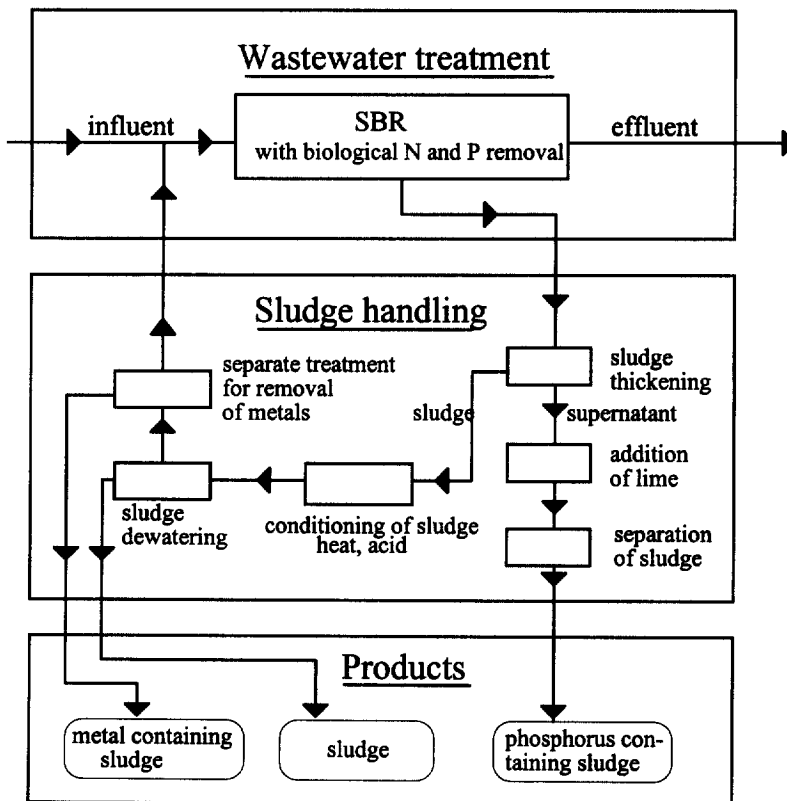 Wastewater treatment
influent
SBR
with biological N and P removal
effluent
Sludge handling
separate treatment
for removal
of metals
sludge
thickening
sludge
supernatant
addition
of lime
sludge
dewatering
conditioning of sludge
heat, acid
separation
of sludge
Products
metal containing
sludge
sludge
phosphorus con-
taining sludge